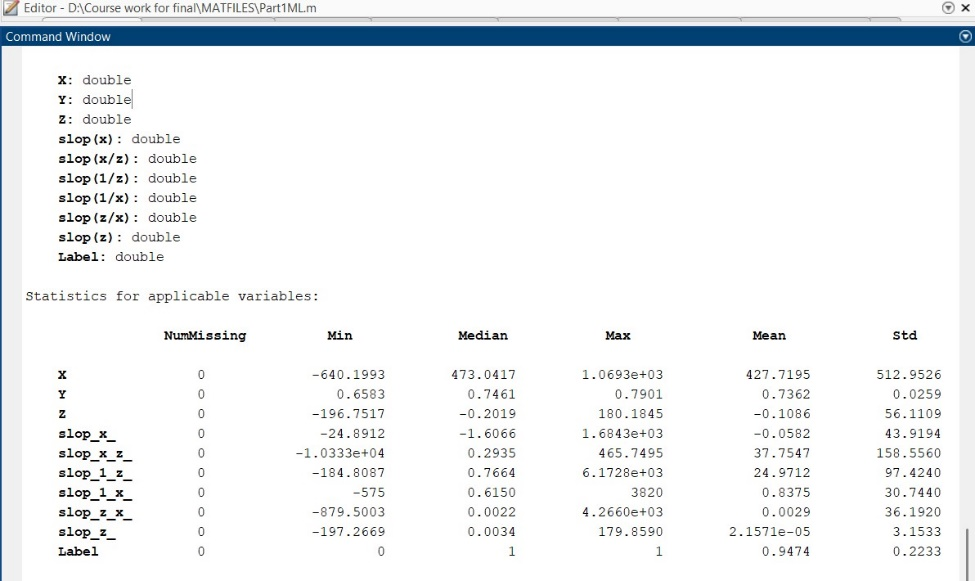 Editor - D:\Course work for final\MATFILES\Part1ML.m
Command Window
X: double
Y: double
Z: double
slop(x): double
slop(x/z): double
slop(1/z): double
slop(1/x): double
slop(z/x): double
slop(z): double
Label: double
Statistics for applicable variables:
NumMissing Min Median Max Mean Std
X 0 -640.1993 473.0417 1.0693e+03 427.7195 512.9526
Y 0 0.6583 0.7461 0.7901 0.7362 0.0259
Z 0 -196.7517 -0.2019 180.1845 -0.1086 56.1109
slop_x_ 0 -24.8912 -1.6066 1.6843e+03 -0.0582 43.9194
slop_x_z_ 0 -1.0333e+04 0.2935 465.7495 37.7547 158.5560
slop_1_z_ 0 -184.8087 0.7664 6.1728e+03 24.9712 97.4240
slop_1_x_ 0 -575 0.6150 3820 0.8375 30.7440
slop_z_x_ 0 -879.5003 0.0022 4.2660e+03 0.0029 36.1920
slop_z_ 0 -197.2669 0.0034 179.8590 2.1571e-05 3.1533
Label 0 0 1 1 0.9474 0.2233